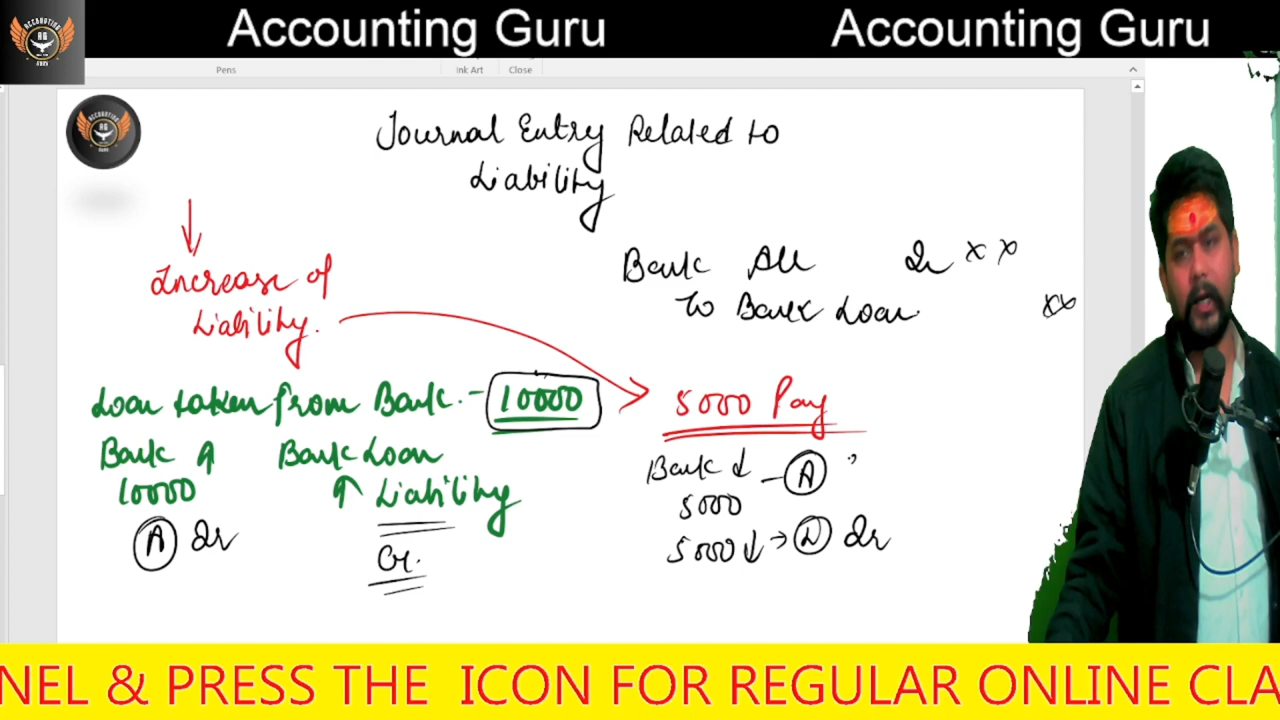 Accounting Guru Accounting Guru
Pens Ink Art Close
Journal Entry Related to
Liability
Increase of
Liability.
Bank A/c Dr xx
To Bank Loan xx
Loan taken from Bank. - 10000
Bank ↑ Bank Loan
10000 ↑ Liability
A Dr
Cr.
5000 Pay
Bank ↓ - A
5000
5000 ↓ → L Dr
NEL & PRESS THE ICON FOR REGULAR ONLINE CLA